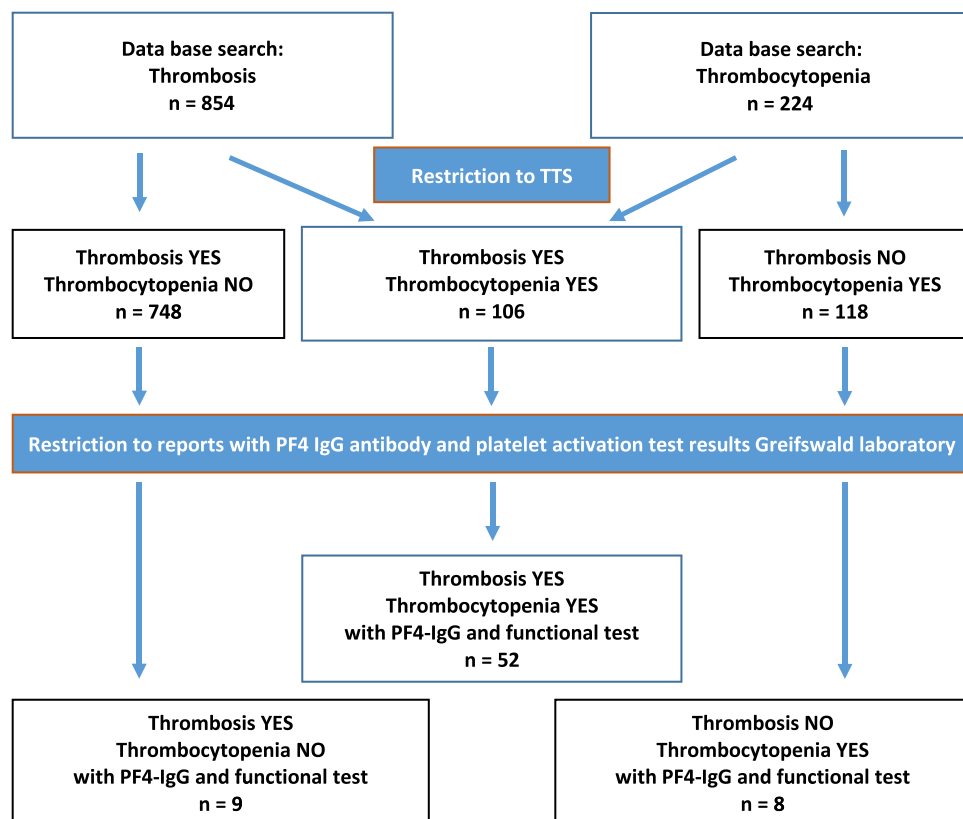 Data base search:
Thrombosis
n = 854
Data base search:
Thrombocytopenia
n = 224
Restriction to TTS
Thrombosis YES
Thrombocytopenia NO
n = 748
Thrombosis YES
Thrombocytopenia YES
n = 106
Thrombosis NO
Thrombocytopenia YES
n = 118
Restriction to reports with PF4 IgG antibody and platelet activation test results Greifswald laboratory
Thrombosis YES
Thrombocytopenia YES
with PF4-IgG and functional test
n = 52
Thrombosis YES
Thrombocytopenia NO
with PF4-IgG and functional test
n = 9
Thrombosis NO
Thrombocytopenia YES
with PF4-IgG and functional test
n = 8